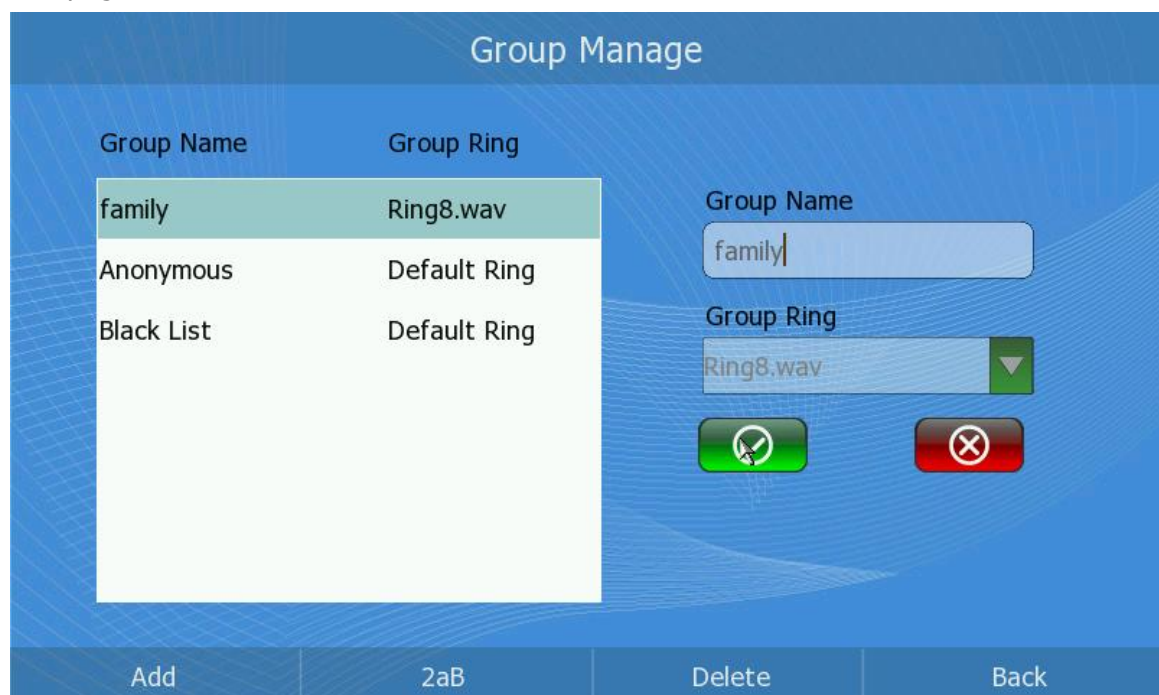 Group Manage
Group Name Group Ring
family Ring8.wav
Anonymous Default Ring
Black List Default Ring
Group Name
family
Group Ring
Ring8.wav
Add 2aB Delete Back